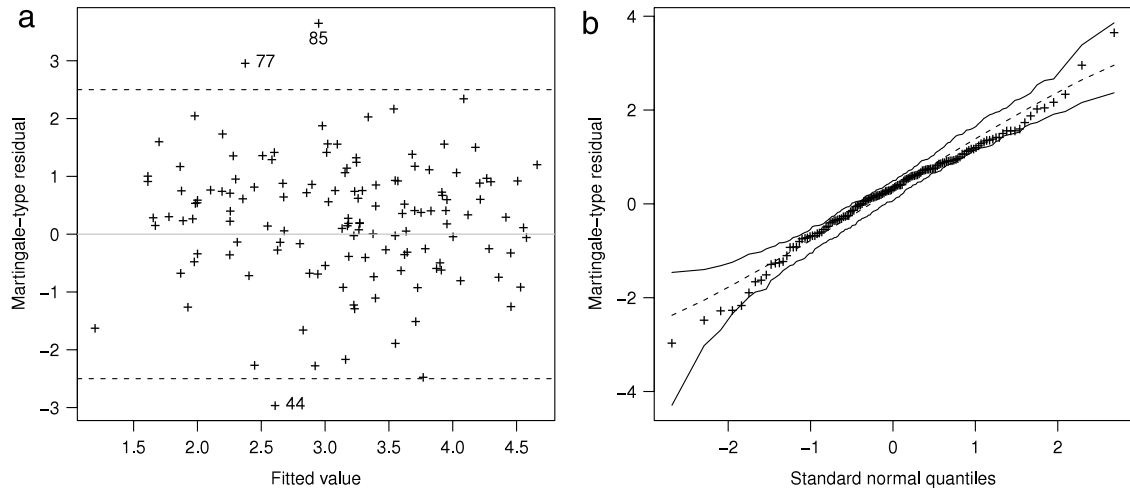 a
Martingale−type residual
3
2
1
0
−1
−2
−3
85
77
44
1.5 2.0 2.5 3.0 3.5 4.0 4.5
Fitted value
b
Martingale−type residual
4
2
0
−2
−4
−2 −1 0 1 2
Standard normal quantiles